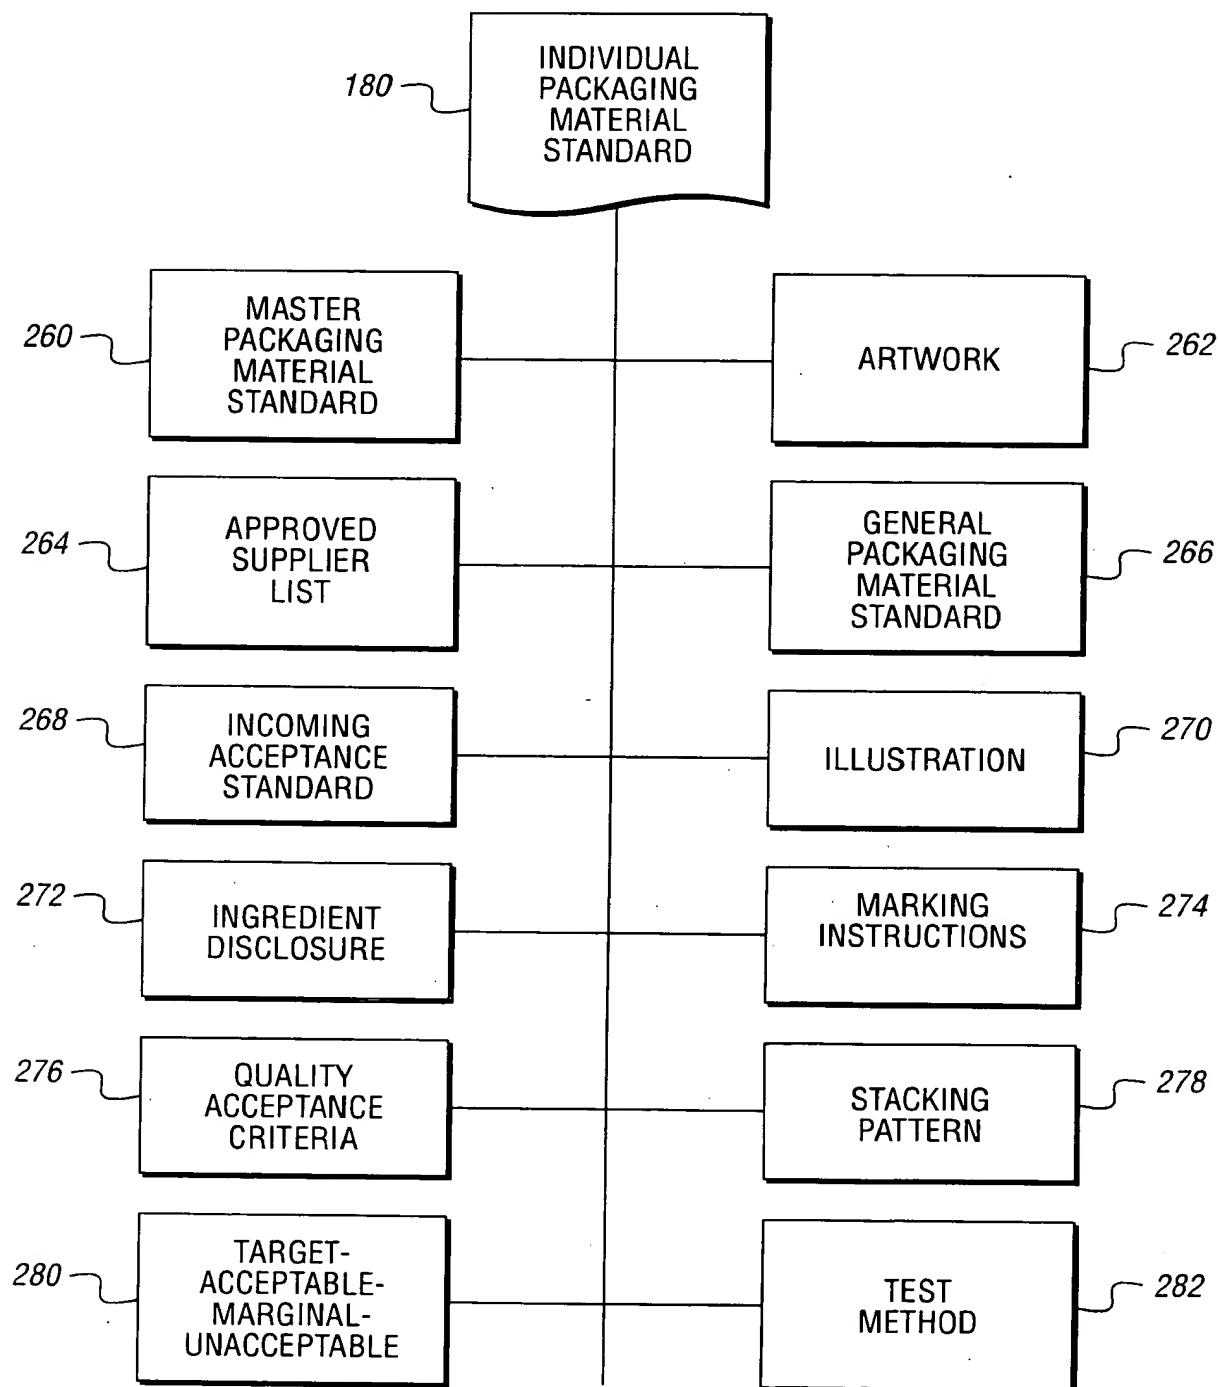 180
INDIVIDUAL
PACKAGING
MATERIAL
STANDARD
260
MASTER
PACKAGING
MATERIAL
STANDARD
ARTWORK
262
264
APPROVED
SUPPLIER
LIST
GENERAL
PACKAGING
MATERIAL
STANDARD
266
268
INCOMING
ACCEPTANCE
STANDARD
ILLUSTRATION
270
272
INGREDIENT
DISCLOSURE
MARKING
INSTRUCTIONS
274
276
QUALITY
ACCEPTANCE
CRITERIA
STACKING
PATTERN
278
280
TARGET-
ACCEPTABLE-
MARGINAL-
UNACCEPTABLE
TEST
METHOD
282